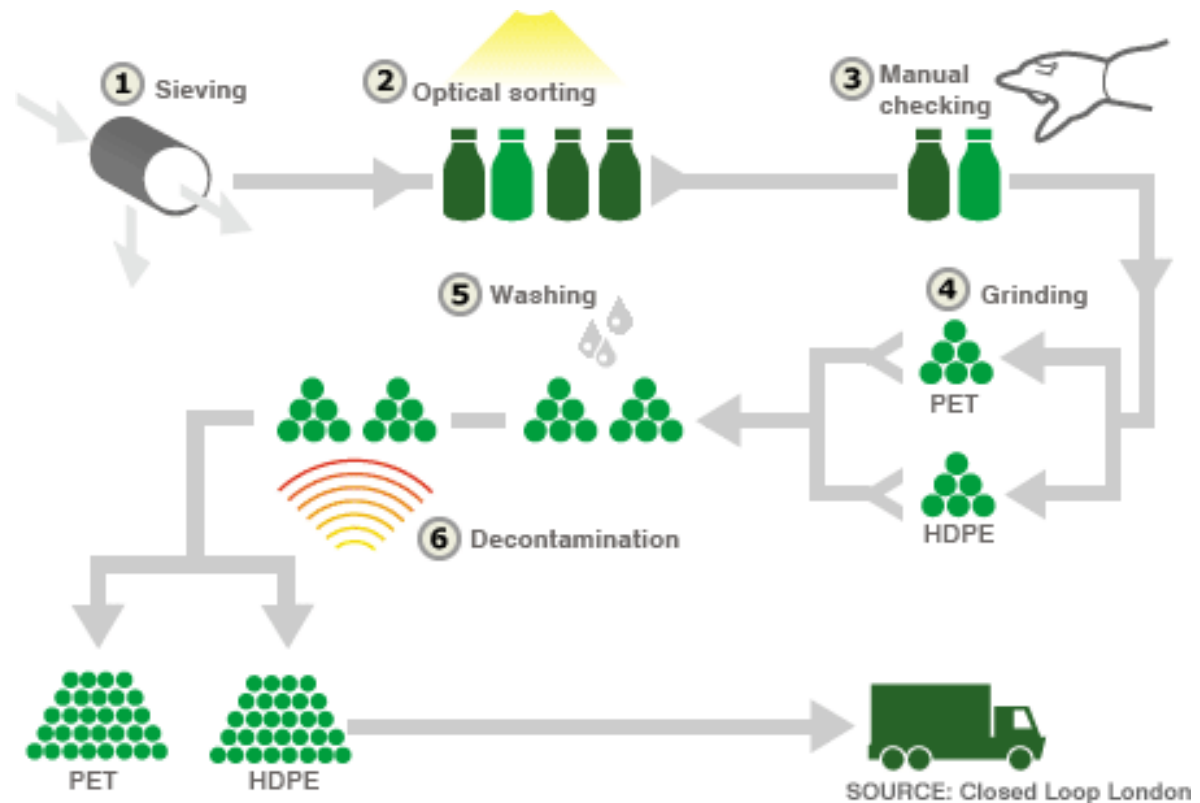 1 Sieving
2 Optical sorting
3 Manual
checking
4 Grinding
PET
HDPE
5 Washing
6 Decontamination
PET
HDPE
SOURCE: Closed Loop London